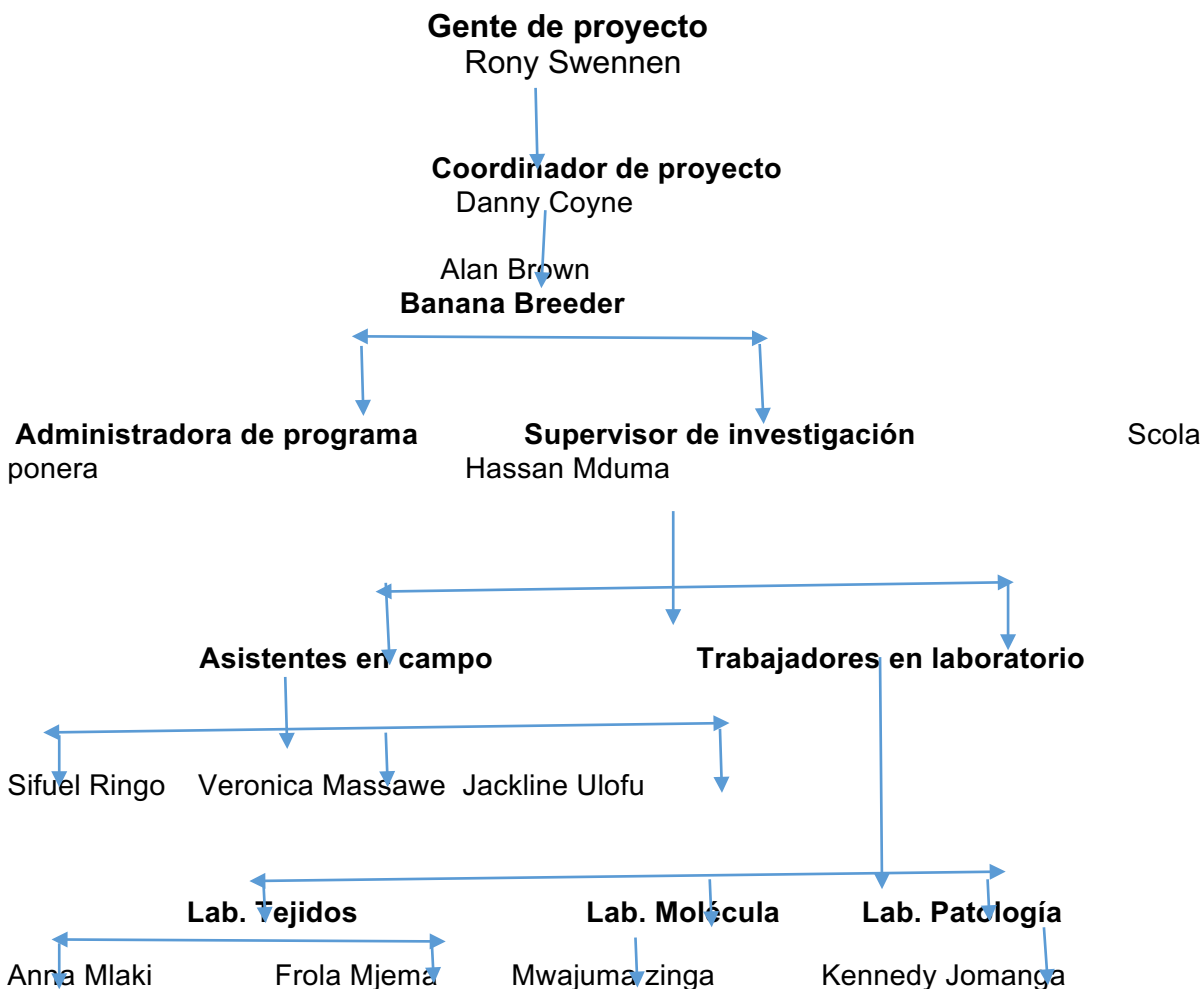 Gente de proyecto
Rony Swennen
Coordinador de proyecto
Danny Coyne
Alan Brown
Banana Breeder
Administradora de programa Supervisor de investigación Scola
ponera Hassan Mduma
Asistentes en campo Trabajadores en laboratorio
Sifuel Ringo Veronica Massawe Jackline Ulofu
Lab. Tejidos Lab. Molécula Lab. Patología
Anna Mlaki Frola Mjema Mwajuma zinga Kennedy Jomanga